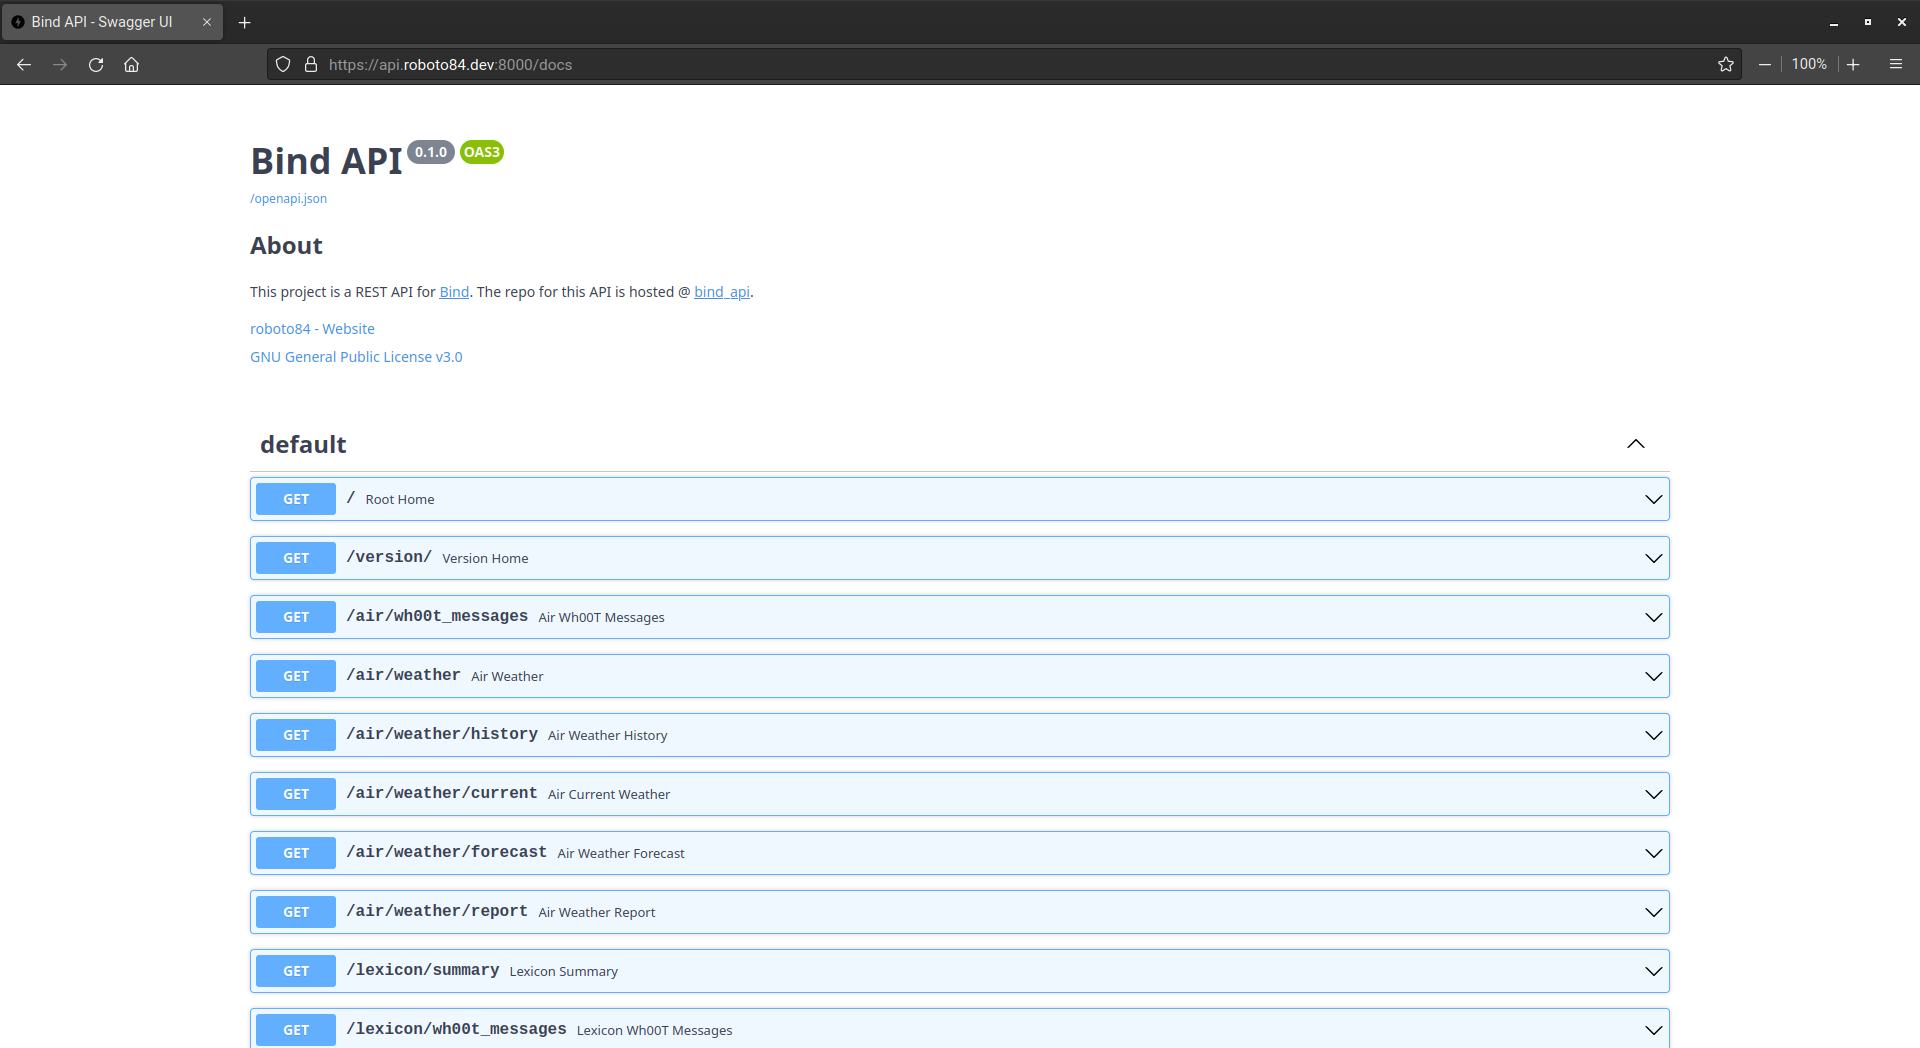 Bind API - Swagger UI
https://api.roboto84.dev:8000/docs
100%
Bind API 0.1.0 OAS3
/openapi.json
About
This project is a REST API for Bind. The repo for this API is hosted @ bind_api.
roboto84 - Website
GNU General Public License v3.0
default
GET / Root Home
GET /version/ Version Home
GET /air/wh00t_messages Air Wh00T Messages
GET /air/weather Air Weather
GET /air/weather/history Air Weather History
GET /air/weather/current Air Current Weather
GET /air/weather/forecast Air Weather Forecast
GET /air/weather/report Air Weather Report
GET /lexicon/summary Lexicon Summary
GET /lexicon/wh00t_messages Lexicon Wh00T Messages